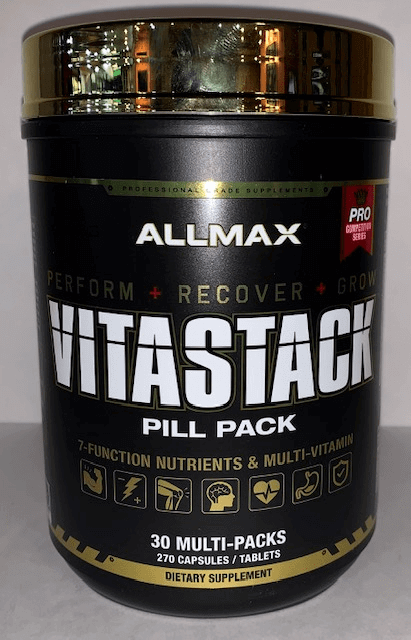 PROFESSIONAL GRADE SUPPLEMENTS
ALLMAX
PRO
COMPETITION
SERIES
PERFORM + RECOVER + GROW
VITASTACK
PILL PACK
7-FUNCTION NUTRIENTS & MULTI-VITAMIN
30 MULTI-PACKS
270 CAPSULES / TABLETS
DIETARY SUPPLEMENT